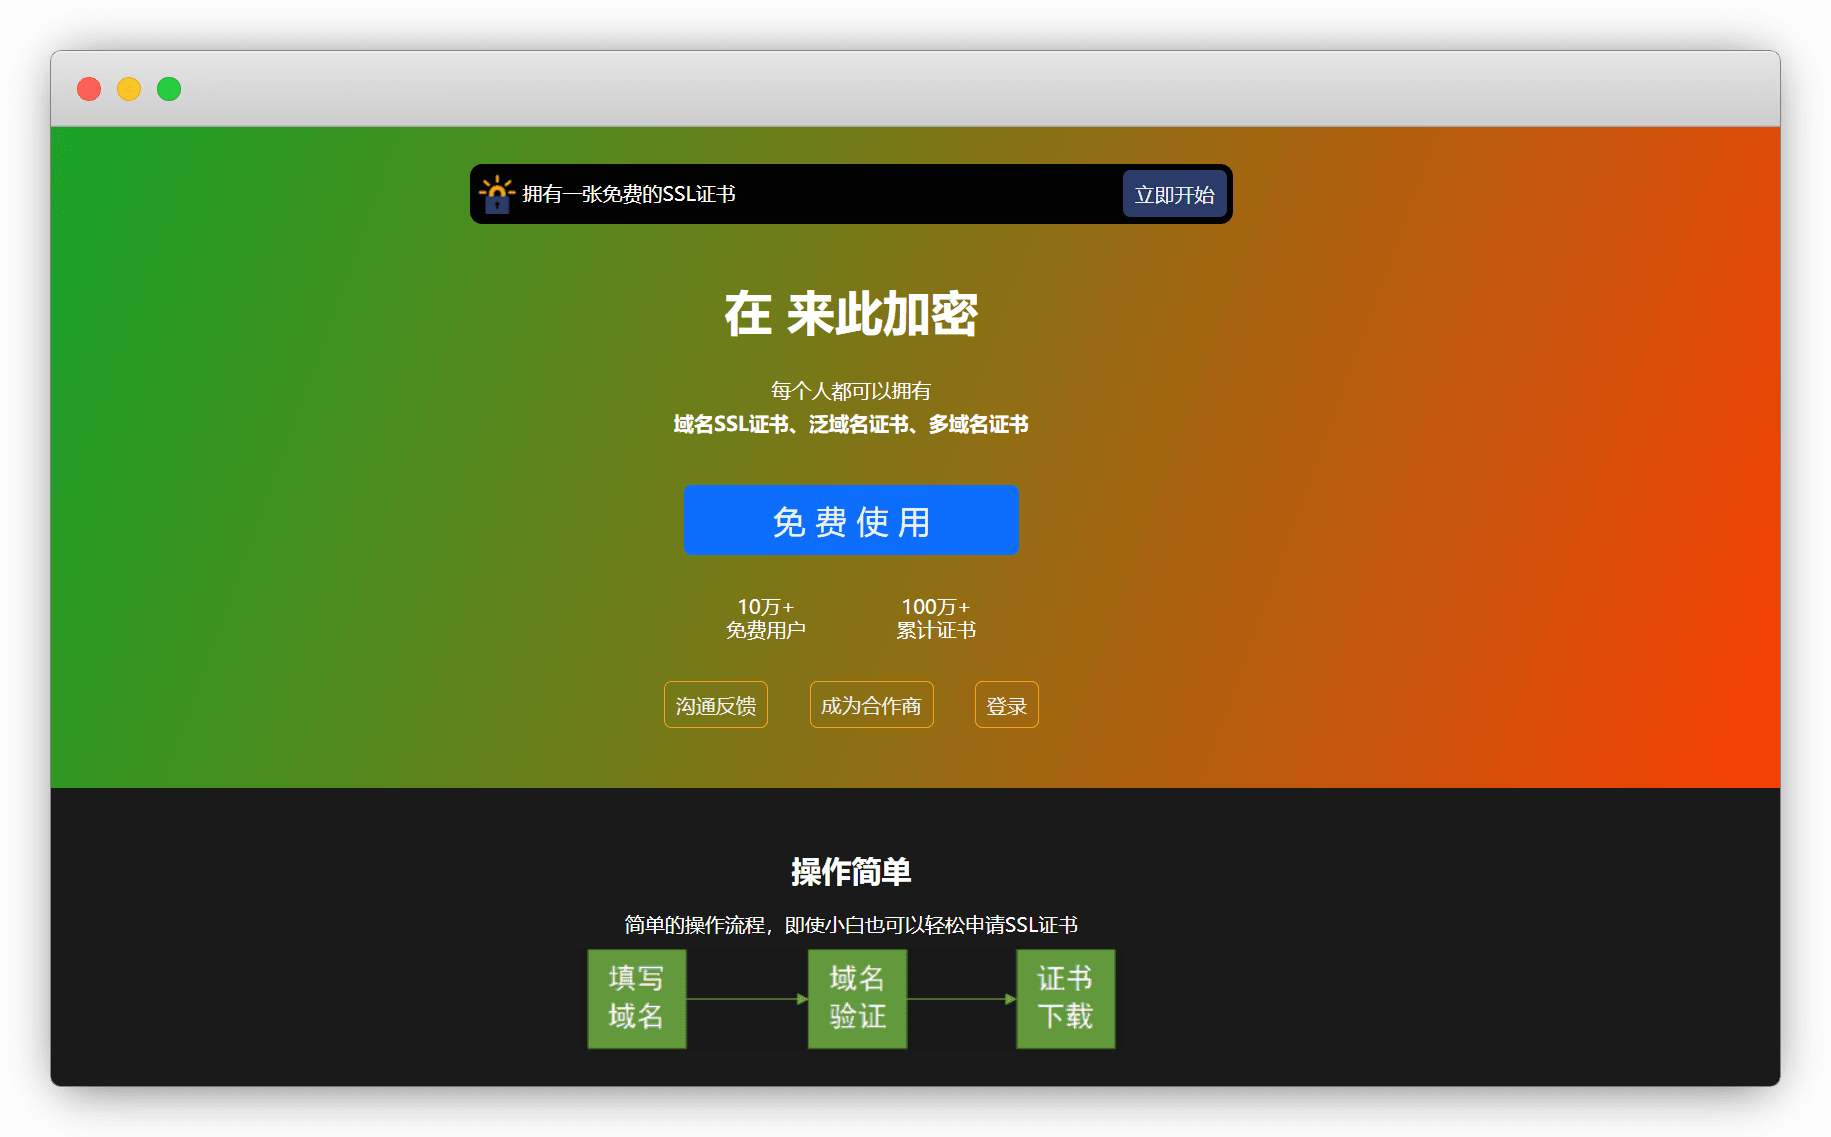 拥有一张免费的SSL证书
立即开始
在 来此加密
每个人都可以拥有
域名SSL证书、泛域名证书、多域名证书
免费使用
10万+
免费用户
100万+
累计证书
沟通反馈
成为合作商
登录
操作简单
简单的操作流程，即使小白也可以轻松申请SSL证书
填写
域名
域名
验证
证书
下载